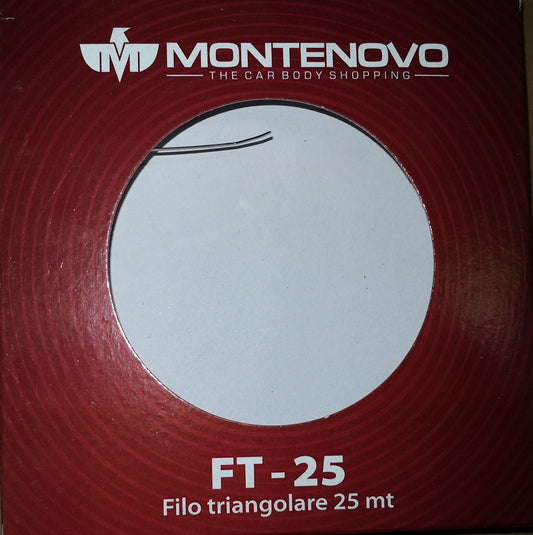 MONTENOVO
THE CAR BODY SHOPPING
FT - 25
Filo triangolare 25 mt